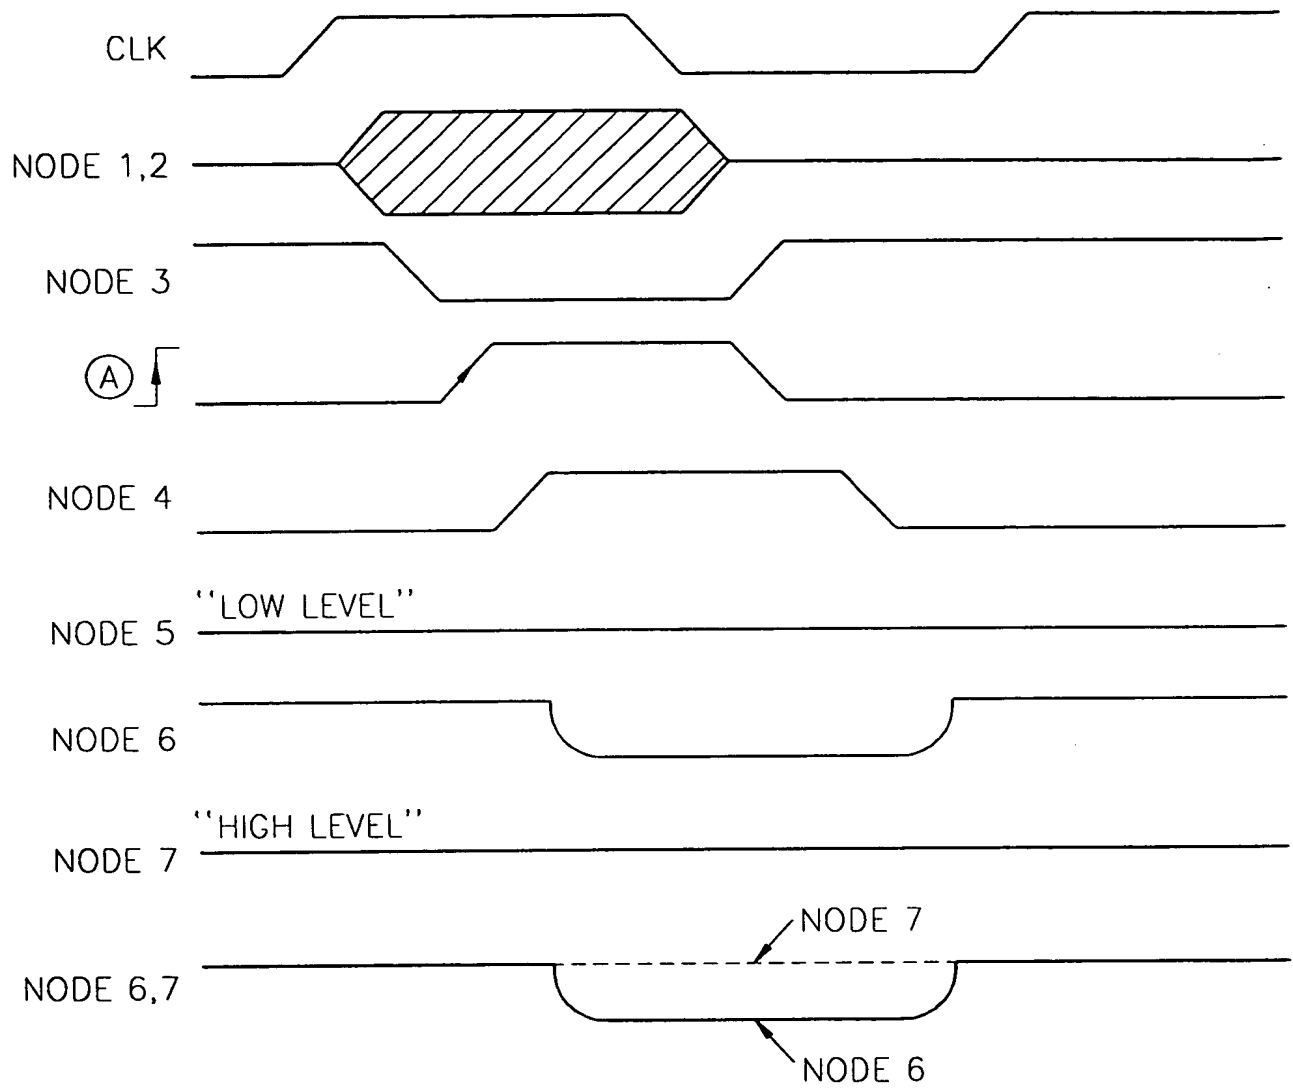 CLK
NODE 1,2
NODE 3
A
NODE 4
"LOW LEVEL"
NODE 5
NODE 6
"HIGH LEVEL"
NODE 7
NODE 7
NODE 6,7
NODE 6